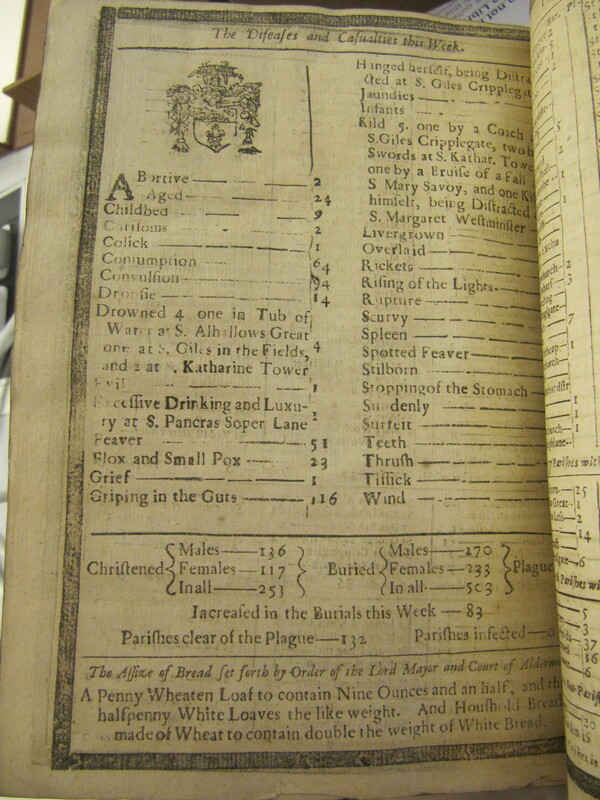 The Diſeaſes and Caſualties this Week.
ABortive — 2
Aged — 24
Childbed — 9
Criſoms — 2
Colick — 1
Conſumption — 64
Convulſion — 94
Dropſie — 14
Drowned 4 one in Tub of
Water at S. Alhallows Great
one at S. Giles in the Fields, 4
and 2 at S. Katharine Tower
Evil — 1
Exceſſive Drinking and Luxu-
ry at S. Pancras Soper Lane 1
Feaver — 51
Flox and Small Pox — 23
Grief — 1
Griping in the Guts — 116
Hanged herſelf, being Diſtra
cted at S. Giles Cripplegat
Jaundies
Infants
Kild 5. one by a Coach
S. Giles Cripplegate, two b
Swords at S. Kathar. Towe
one by a Bruiſe of a Fall
S Mary Savoy, and one Ki
himſelf, being Diſtracted
S. Margaret Weſtminſter
Livergrown
Overlaid
Rickets
Riſing of the Lights
Rupture
Scurvy
Spleen
Spotted Feaver
Stilborn
Stopping of the Stomach
Suddenly
Surfeit
Teeth
Thruſh
Tiſſick
Wind
Chriſtened { Males — 136
Females — 117
In all — 253 }
Buried { Males — 270
Females — 233
In all — 503 } Plague
Increaſed in the Burials this Week — 83
Pariſhes clear of the Plague — 132 Pariſhes infected — 0
The Aſſize of Bread ſet forth by Order of the Lord Mayor and Court of Alderm
A Penny Wheaten Loaf to contain Nine Ounces and an half, and th
halfpenny White Loaves the like weight. And Houſhold Bread
made of Wheat to contain double the weight of White Bread.